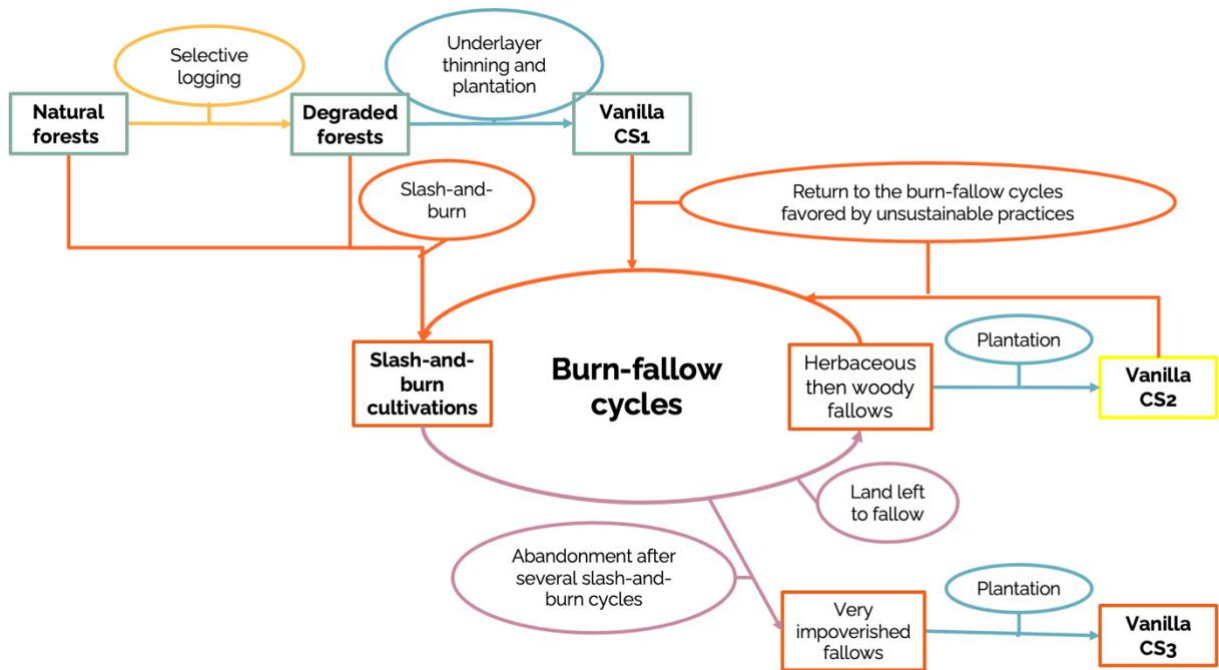 Selective
logging
Underlayer
thinning and
plantation
Natural
forests
Degraded
forests
Vanilla
CS1
Slash-and-
burn
Return to the burn-fallow cycles
favored by unsustainable practices
Slash-and-
burn
cultivations
Burn-fallow
cycles
Herbaceous
then woody
fallows
Plantation
Vanilla
CS2
Land left
to fallow
Abandonment after
several slash-and-
burn cycles
Very
impoverished
fallows
Plantation
Vanilla
CS3